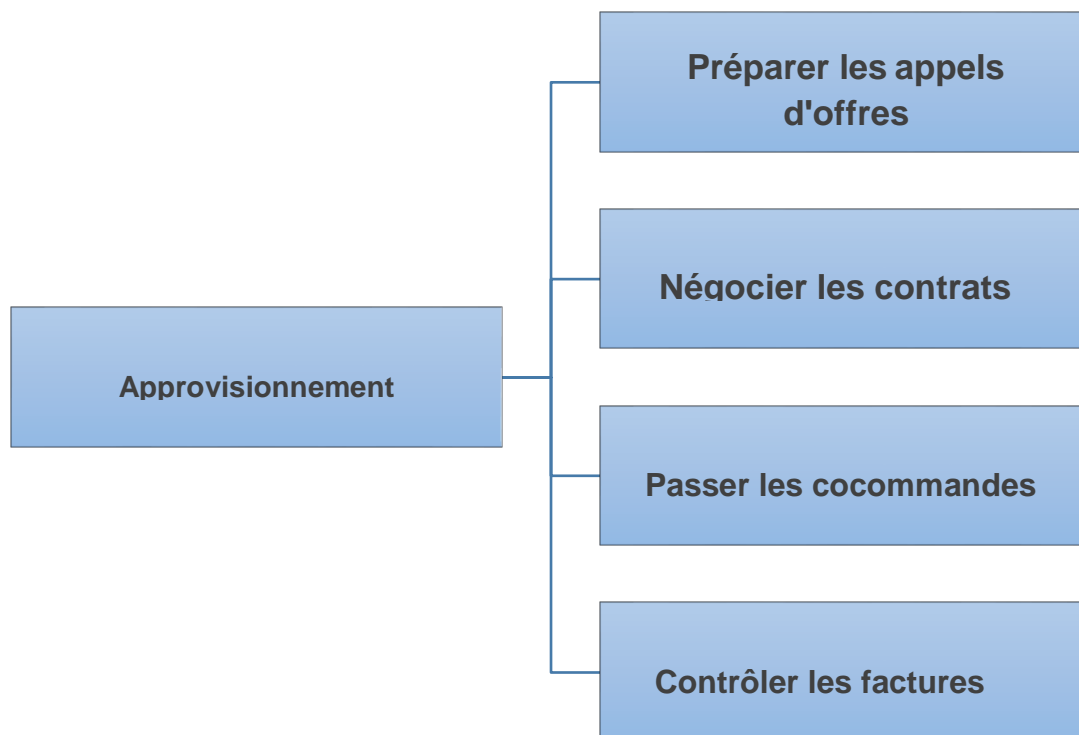 Préparer les appels
d'offres
Négocier les contrats
Approvisionnement
Passer les cocommandes
Contrôler les factures